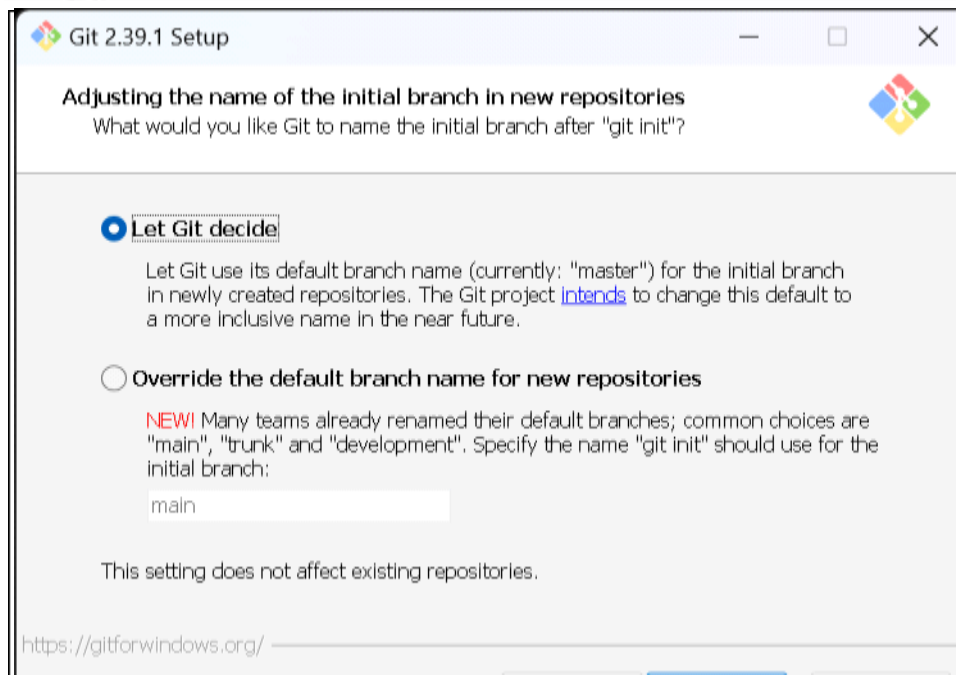 Git 2.39.1 Setup
Adjusting the name of the initial branch in new repositories
What would you like Git to name the initial branch after "git init"?
Let Git decide
Let Git use its default branch name (currently: "master") for the initial branch
in newly created repositories. The Git project intends to change this default to
a more inclusive name in the near future.
Override the default branch name for new repositories
NEW! Many teams already renamed their default branches; common choices are
"main", "trunk" and "development". Specify the name "git init" should use for the
initial branch:
main
This setting does not affect existing repositories.
https://gitforwindows.org/